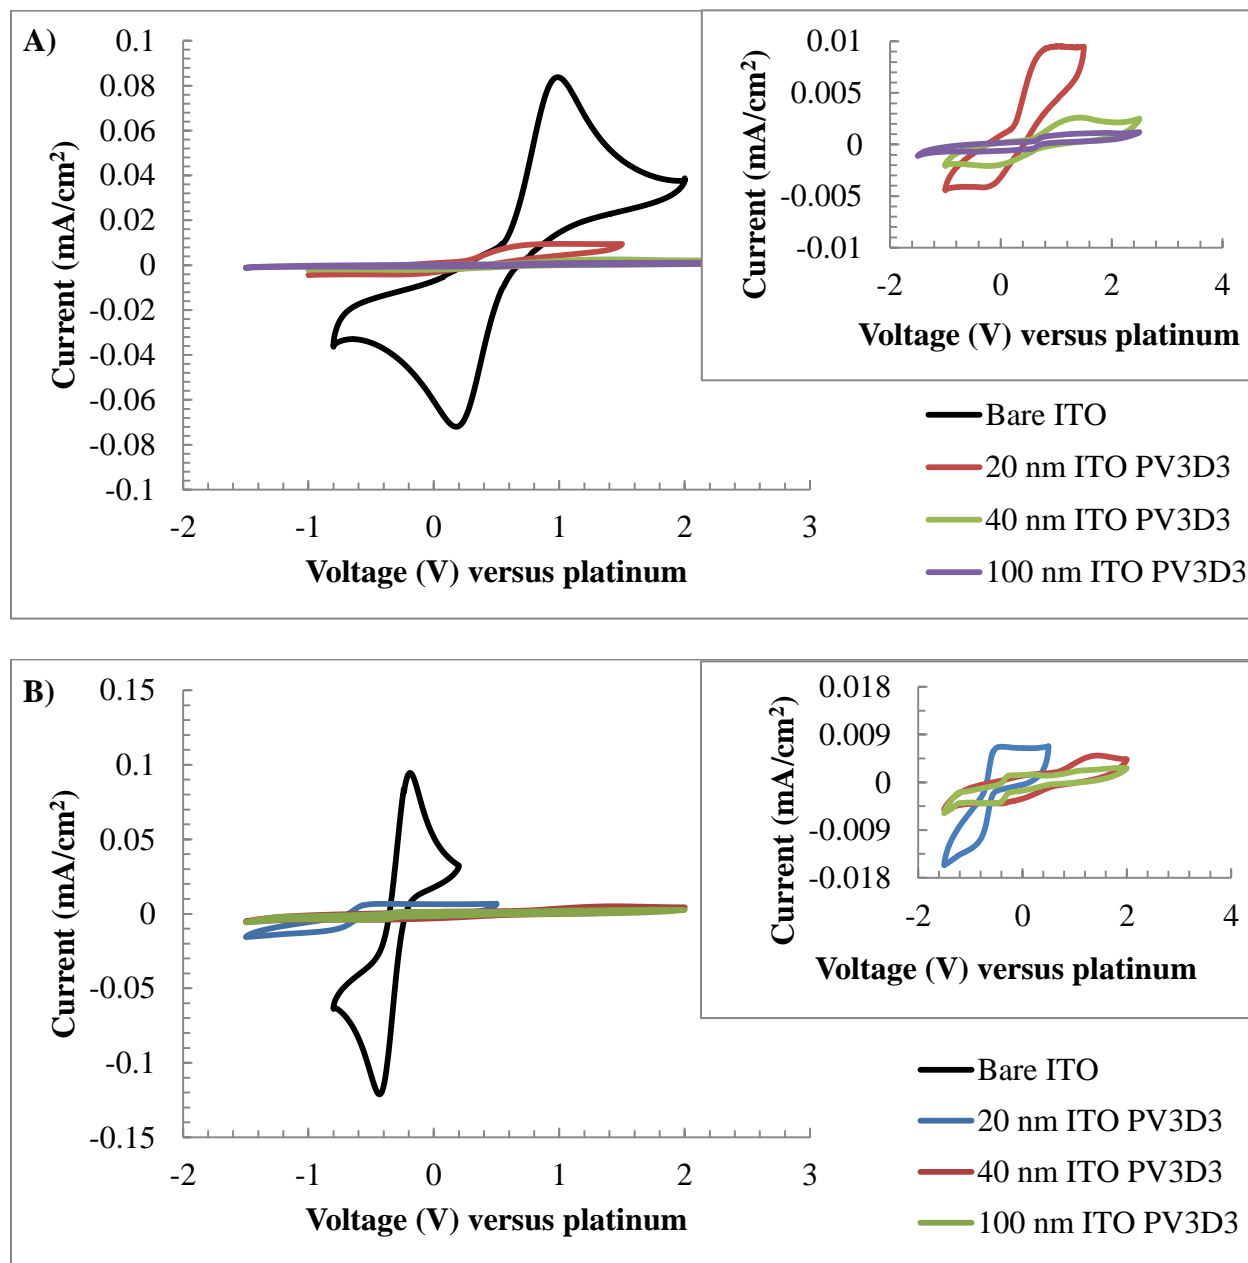 A)
Current (mA/cm²)
0.1
0.08
0.06
0.04
0.02
0
-0.02
-0.04
-0.06
-0.08
-0.1
-2 -1 0 1 2 3
Voltage (V) versus platinum
Current (mA/cm²)
0.01
0.005
0
-0.005
-0.01
-2 0 2 4
Voltage (V) versus platinum
Bare ITO
20 nm ITO PV3D3
40 nm ITO PV3D3
100 nm ITO PV3D3
B)
Current (mA/cm²)
0.15
0.1
0.05
0
-0.05
-0.1
-0.15
-2 -1 0 1 2 3
Voltage (V) versus platinum
Current (mA/cm²)
0.018
0.009
0
-0.009
-0.018
-2 0 2 4
Voltage (V) versus platinum
Bare ITO
20 nm ITO PV3D3
40 nm ITO PV3D3
100 nm ITO PV3D3